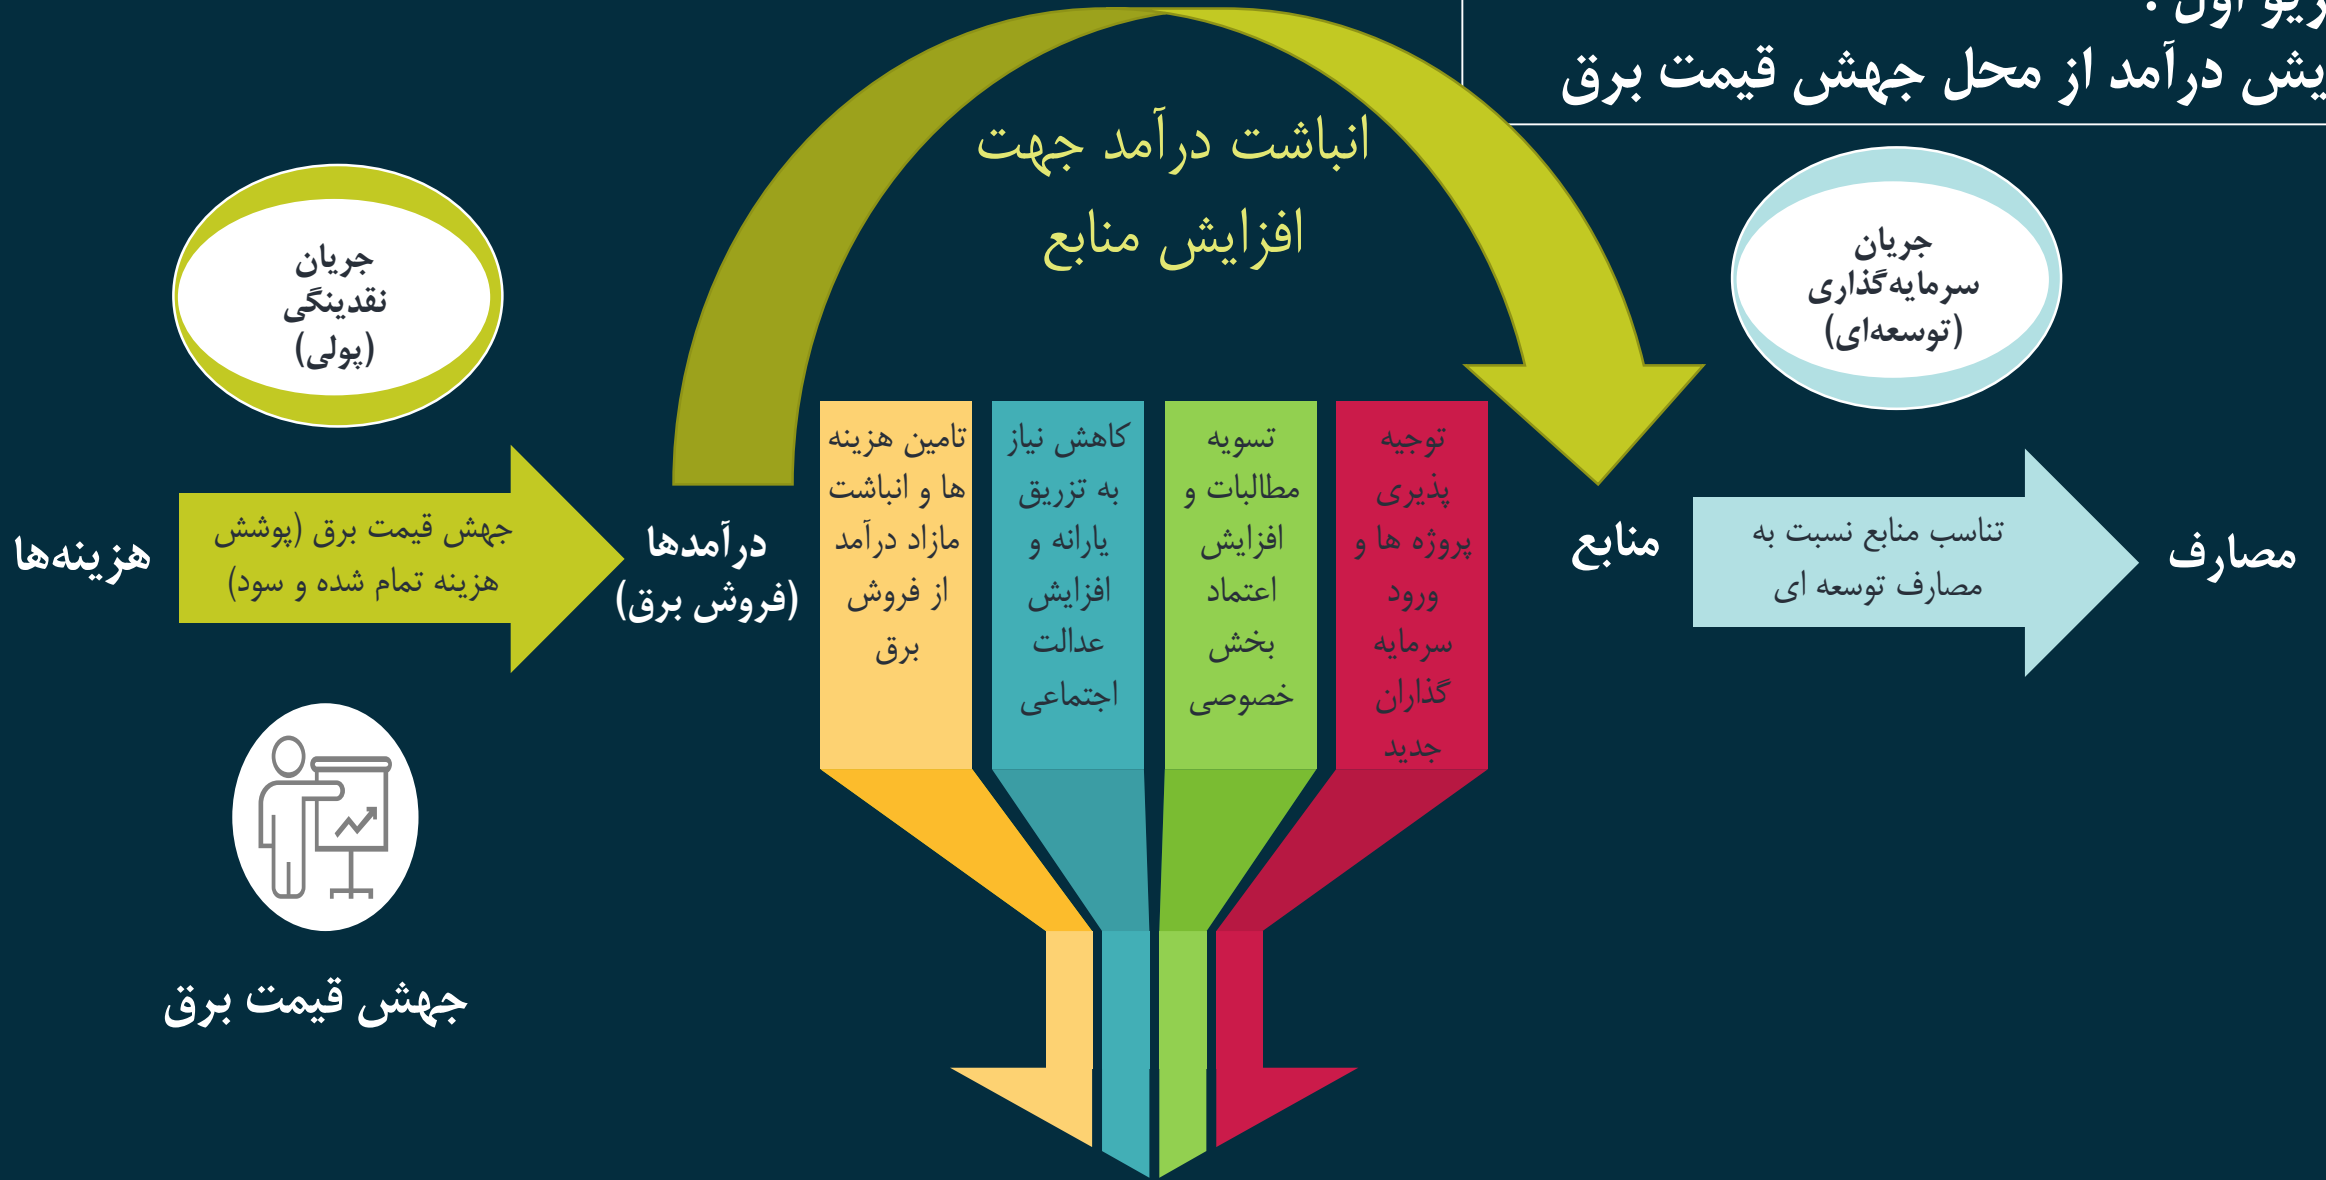 اول :
درآمد از محل جهش قیمت برق
انباشت درآمد جهت
افزایش منابع
جریان
سرمایه‌گذاری
(توسعه‌ای)
جریان
نقدینگی
(پولی)
مصارف
تناسب منابع نسبت به
مصارف توسعه ای
منابع
توجیه
پذیری
پروژه ها و
ورود
سرمایه
گذاران
جدید
تسویه
مطالبات و
افزایش
اعتماد
بخش
خصوصی
کاهش نیاز
به تزریق
یارانه و
افزایش
عدالت
اجتماعی
تامین هزینه
ها و انباشت
مازاد درآمد
از فروش
برق
درآمدها
(فروش برق)
جهش قیمت برق (پوشش
هزینه تمام شده و سود)
هزینه‌ها
جهش قیمت برق